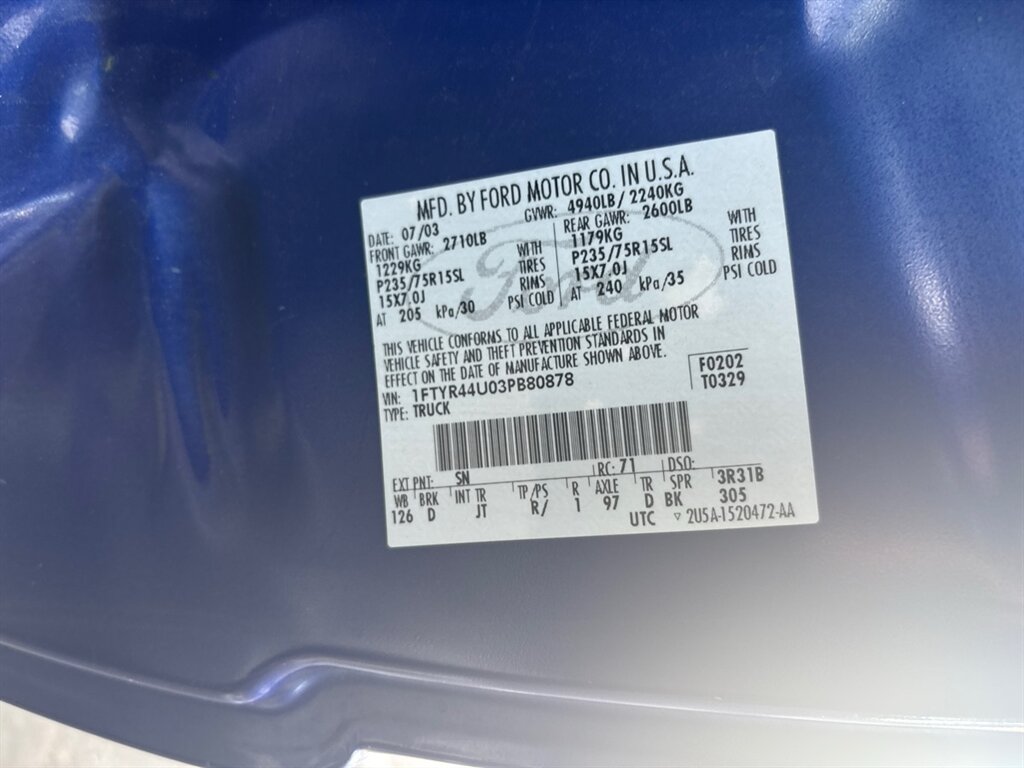 MFD. BY FORD MOTOR CO. IN U.S.A.
DATE: 07/03 GVWR: 4940LB / 2240KG
FRONT GAWR: 2710LB REAR GAWR: 2600LB
1229KG WITH 1179KG WITH
P235/75R15SL TIRES P235/75R15SL TIRES
15X7.0J RIMS 15X7.0J RIMS
AT 205 kPa/30 PSI COLD AT 240 kPa/35 PSI COLD
Ford
THIS VEHICLE CONFORMS TO ALL APPLICABLE FEDERAL MOTOR
VEHICLE SAFETY AND THEFT PREVENTION STANDARDS IN
EFFECT ON THE DATE OF MANUFACTURE SHOWN ABOVE.
VIN: 1FTYR44U03PB80878 F0202
TYPE: TRUCK T0329
EXT PNT: SN RC: 71 DSO:
WB BRK INT TR TP/PS R AXLE TR SPR 3R31B
126 D JT R/ 1 97 D BK 305
UTC ▽ 2U5A-1520472-AA